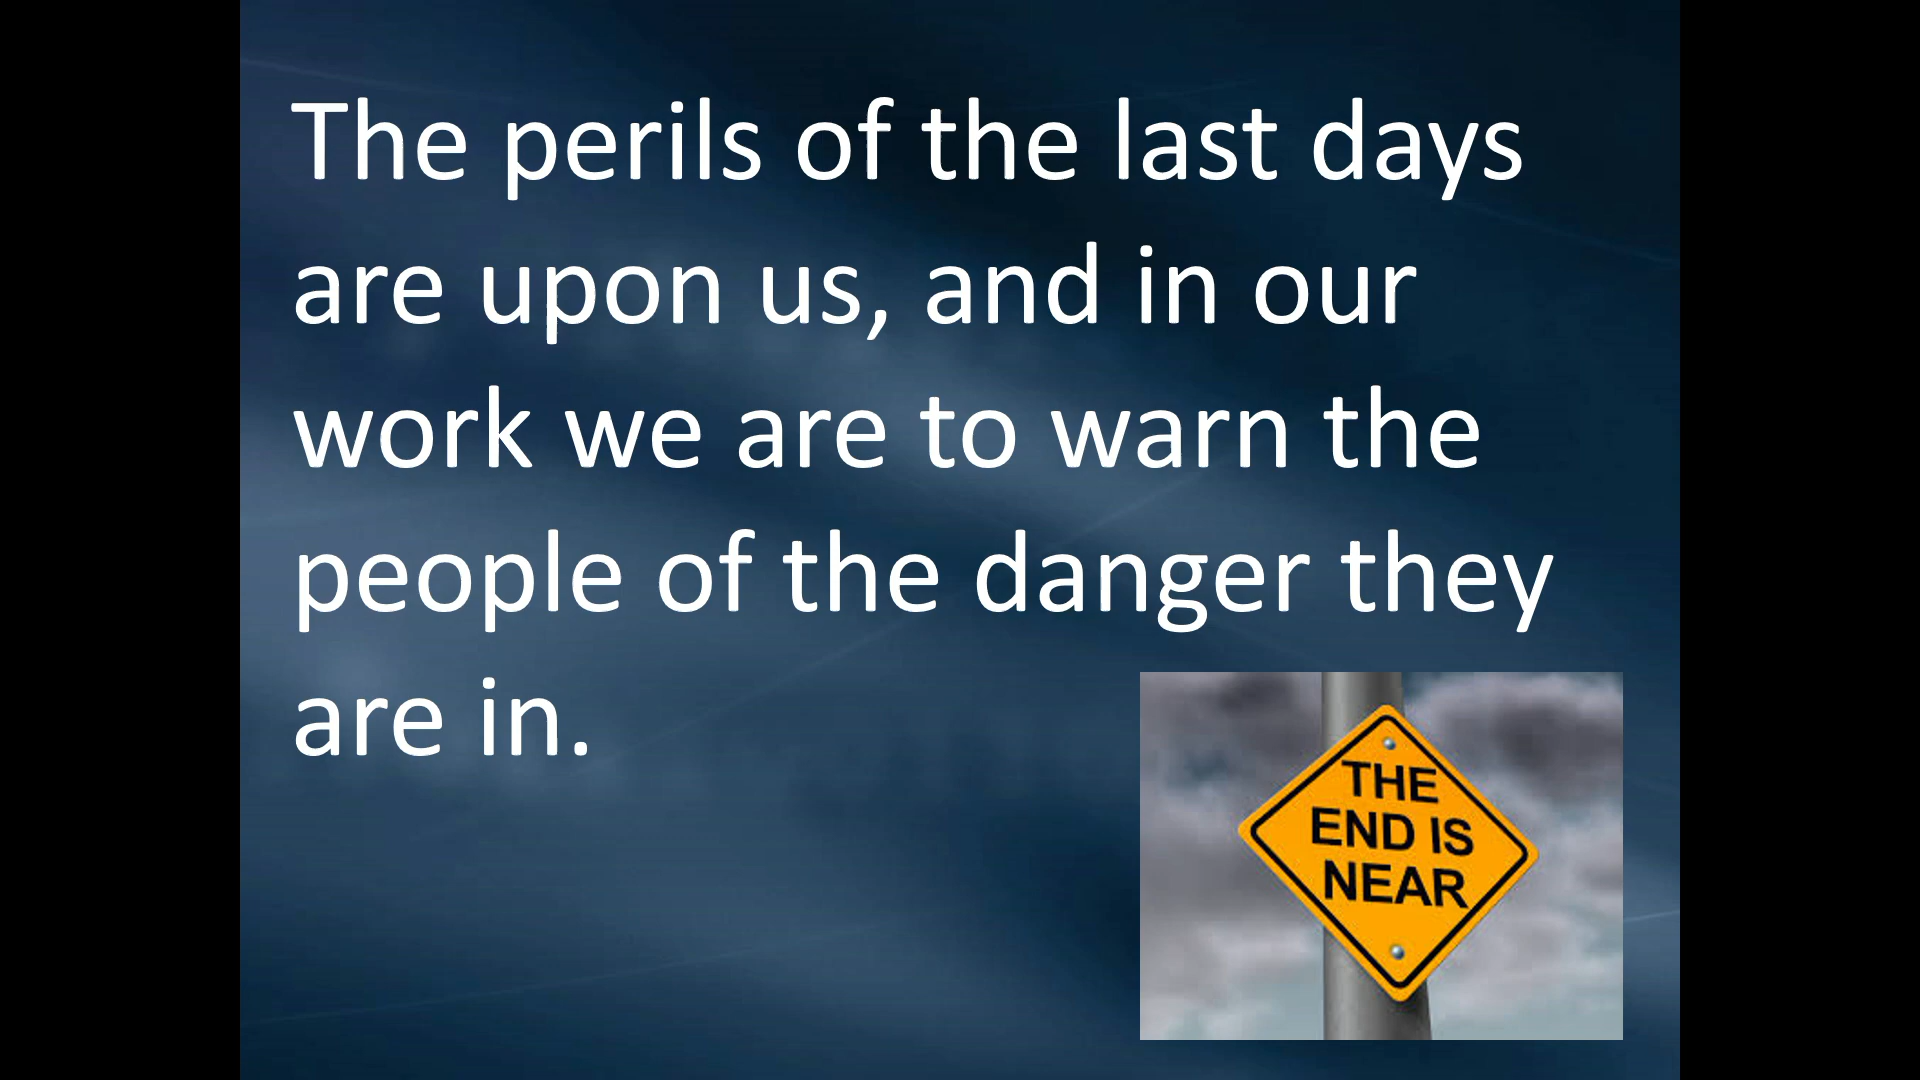 The perils of the last days
are upon us, and in our
work we are to warn the
people of the danger they
are in.
THE
END IS
NEAR